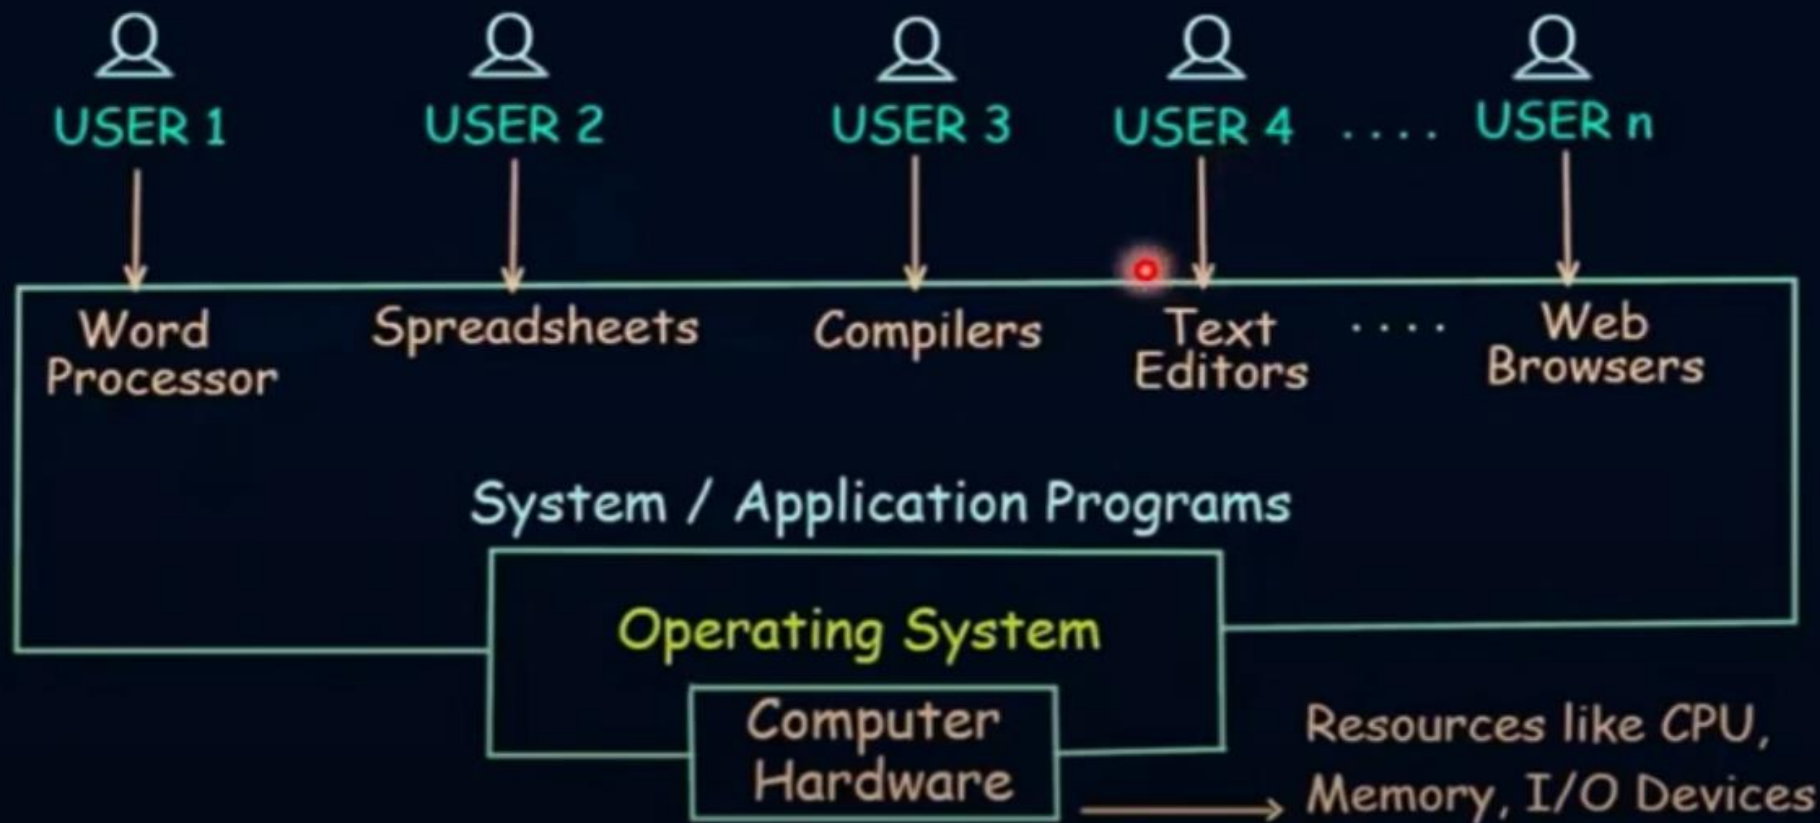 USER 1
USER 2
USER 3
USER 4
....
USER n
Word
Processor
Spreadsheets
Compilers
Text
Editors
....
Web
Browsers
System / Application Programs
Operating System
Computer
Hardware
Resources like CPU,
Memory, I/O Devices